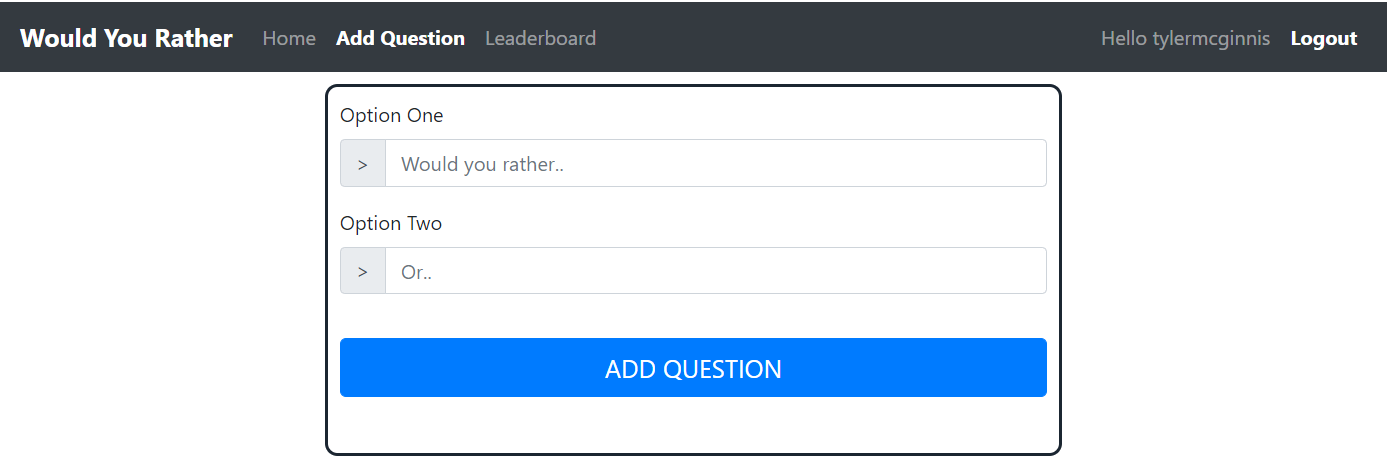 Would You Rather Home Add Question Leaderboard Hello tylermcginnis Logout
Option One
> Would you rather..
Option Two
> Or..
ADD QUESTION